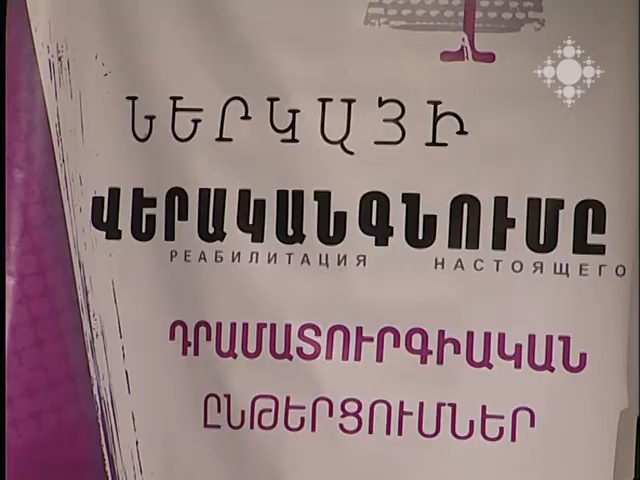 ՆԵՐԿԱՅԻ
ՎԵՐԱԿԱՆԳՆՈՒՄԸ
РЕАБИЛИТАЦИЯ НАСТОЯЩЕГО
ԴՐԱՄԱՏՈՒՐԳԻԱԿԱՆ
ԸՆԹԵՐՑՈՒՄՆԵՐ